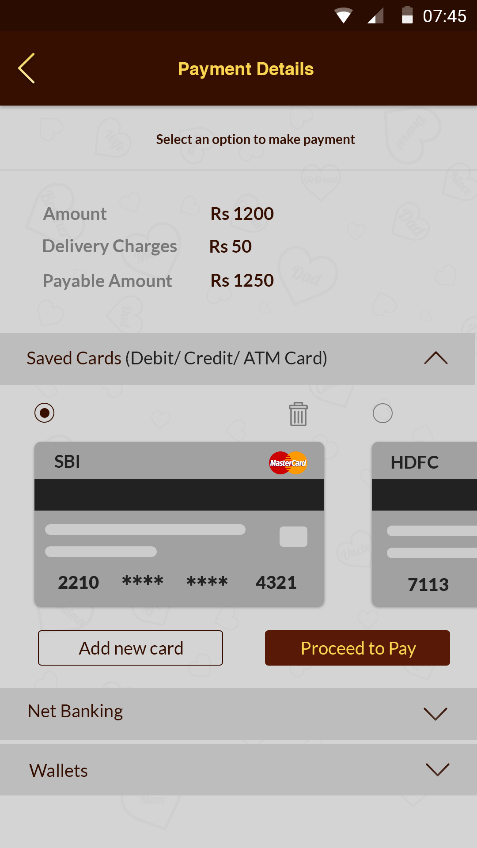 07:45
Payment Details
Select an option to make payment
Amount Rs 1200
Delivery Charges Rs 50
Payable Amount Rs 1250
Saved Cards (Debit/ Credit/ ATM Card)
SBI MasterCard HDFC
2210 **** **** 4321 7113
Add new card Proceed to Pay
Net Banking
Wallets